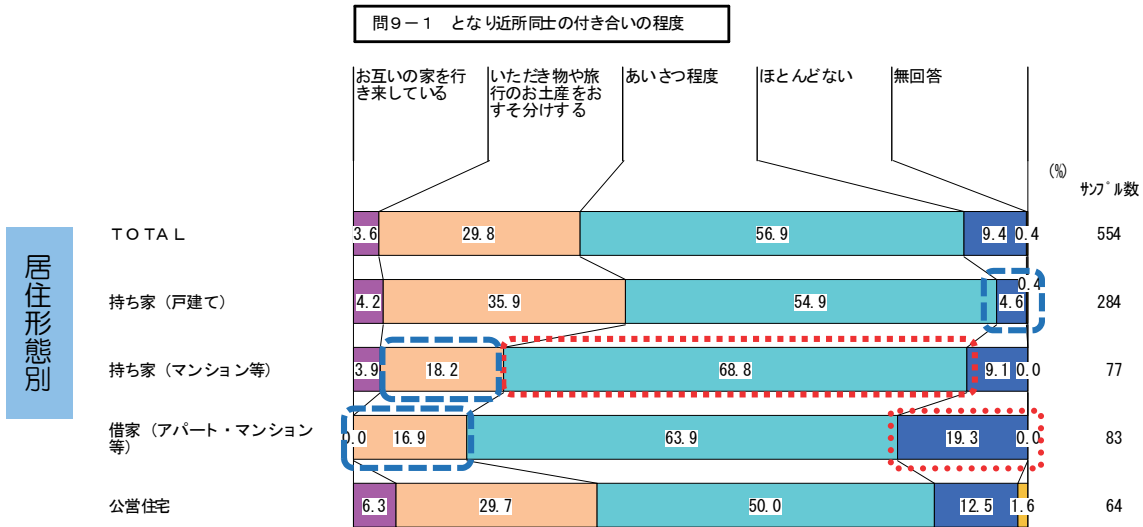 問9－1 となり近所同士の付き合いの程度
お互いの家を行き来している
いただき物や旅行のお土産をおすそ分けする
あいさつ程度
ほとんどない
無回答
(%)
サンプル数
居住形態別
TOTAL 3.6 29.8 56.9 9.4 0.4 554
持ち家（戸建て） 4.2 35.9 54.9 4.6 0.4 284
持ち家（マンション等） 3.9 18.2 68.8 9.1 0.0 77
借家（アパート・マンション等） 0.0 16.9 63.9 19.3 0.0 83
公営住宅 6.3 29.7 50.0 12.5 1.6 64